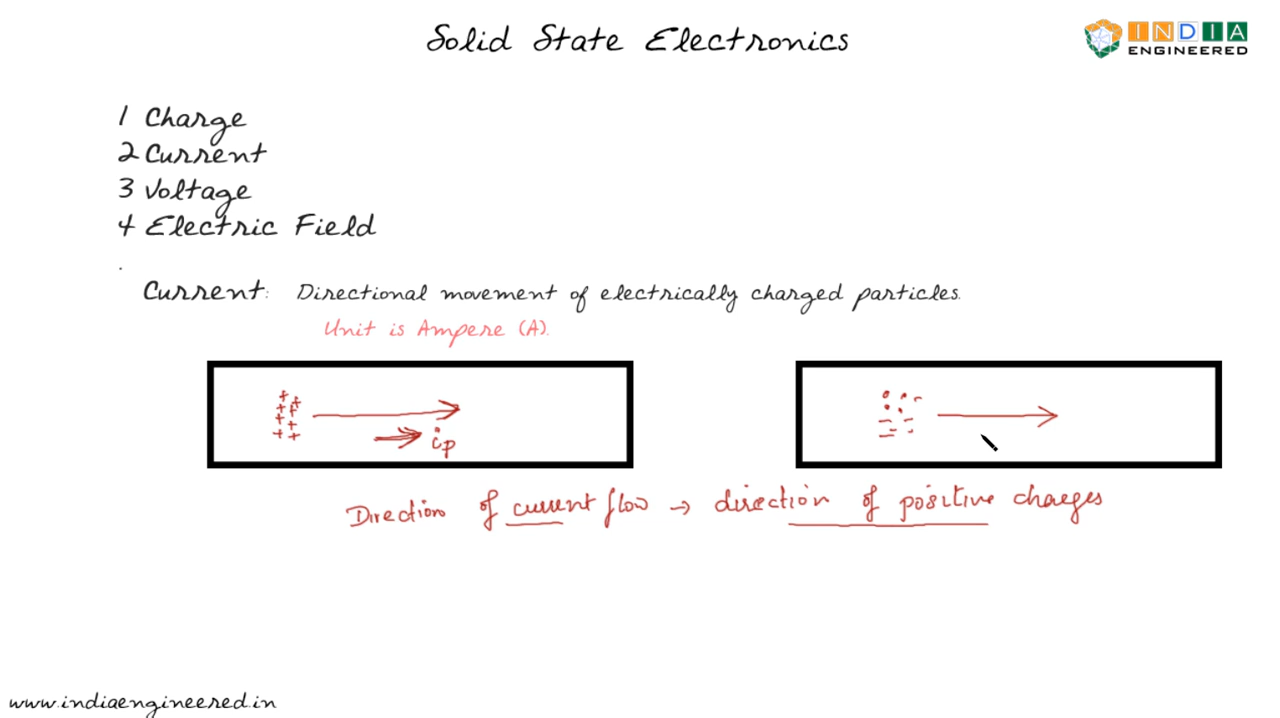 Solid State Electronics
INDIA
ENGINEERED
1 Charge
2 Current
3 Voltage
4 Electric Field
Current: Directional movement of electrically charged particles.
Unit is Ampere (A).
ip
Direction of current flow → direction of positive charges
www.indiaengineered.in